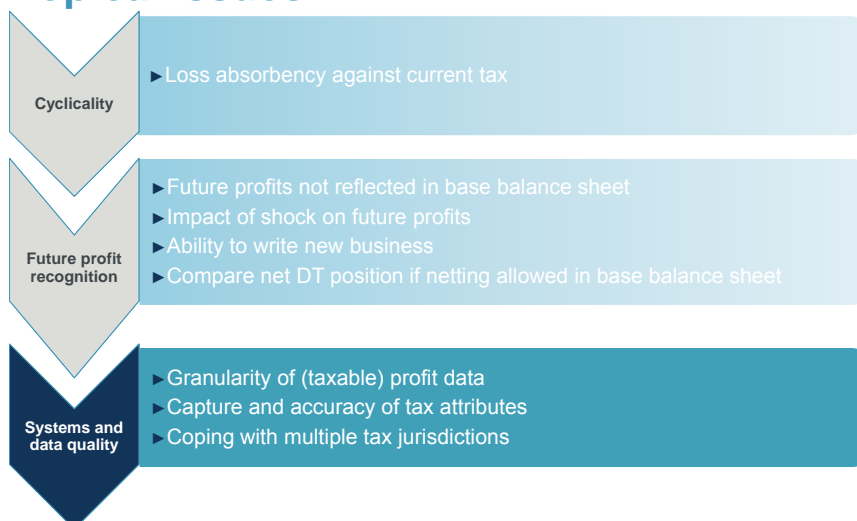 Cyclicality
►Loss absorbency against current tax
Future profit
recognition
►Future profits not reflected in base balance sheet
►Impact of shock on future profits
►Ability to write new business
►Compare net DT position if netting allowed in base balance sheet
Systems and
data quality
►Granularity of (taxable) profit data
►Capture and accuracy of tax attributes
►Coping with multiple tax jurisdictions